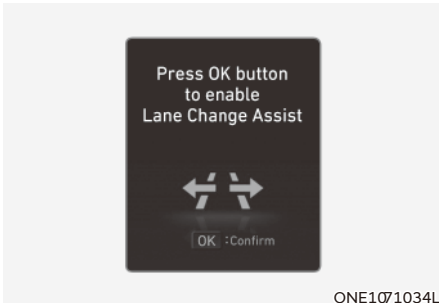 Press OK button
to enable
Lane Change Assist
OK :Confirm
ONE1071034L